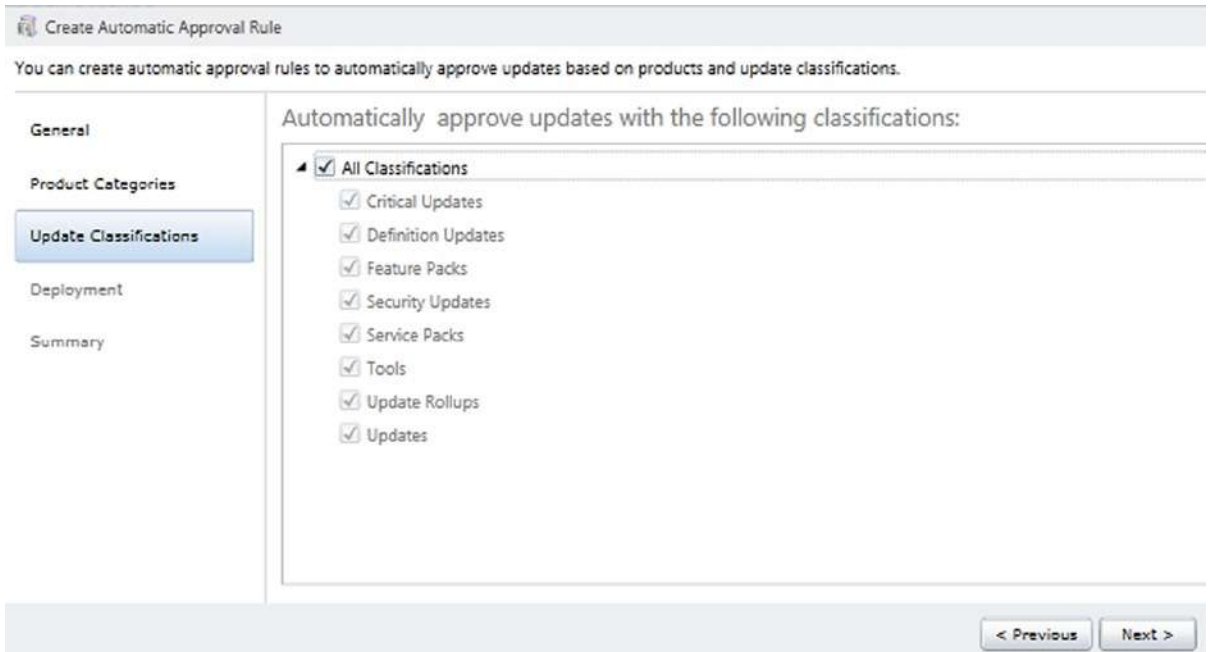 Create Automatic Approval Rule
You can create automatic approval rules to automatically approve updates based on products and update classifications.
General
Product Categories
Update Classifications
Deployment
Summary
Automatically approve updates with the following classifications:
All Classifications
Critical Updates
Definition Updates
Feature Packs
Security Updates
Service Packs
Tools
Update Rollups
Updates
< Previous
Next >